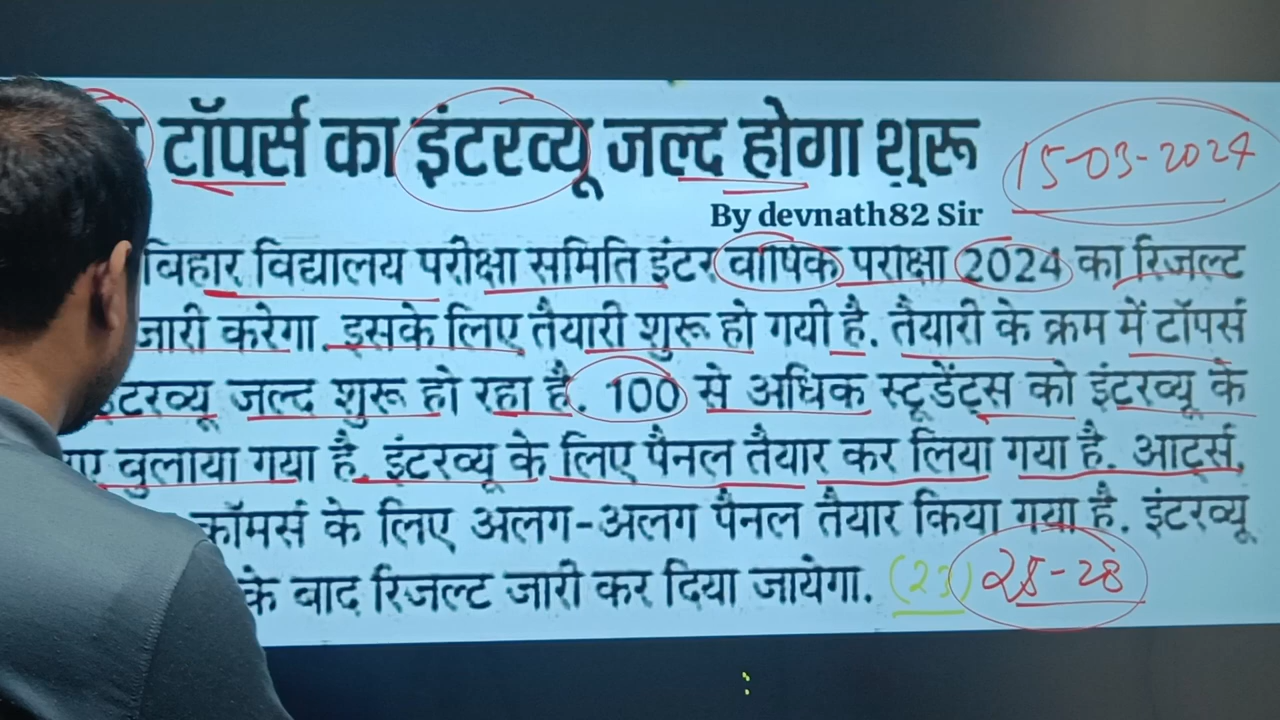 टॉपर्स का इंटरव्यू जल्द होगा शुरू
15-03-2024
By devnath82 Sir
बिहार विद्यालय परीक्षा समिति इंटर वार्षिक परीक्षा 2024 का रिजल्ट
जारी करेगा. इसके लिए तैयारी शुरू हो गयी है. तैयारी के क्रम में टॉपर्स
इंटरव्यू जल्द शुरू हो रहा है. 100 से अधिक स्टूडेंट्स को इंटरव्यू के
बुलाया गया है. इंटरव्यू के लिए पैनल तैयार कर लिया गया है. आर्ट्स,
कॉमर्स के लिए अलग-अलग पैनल तैयार किया गया है. इंटरव्यू
के बाद रिजल्ट जारी कर दिया जायेगा. (23)